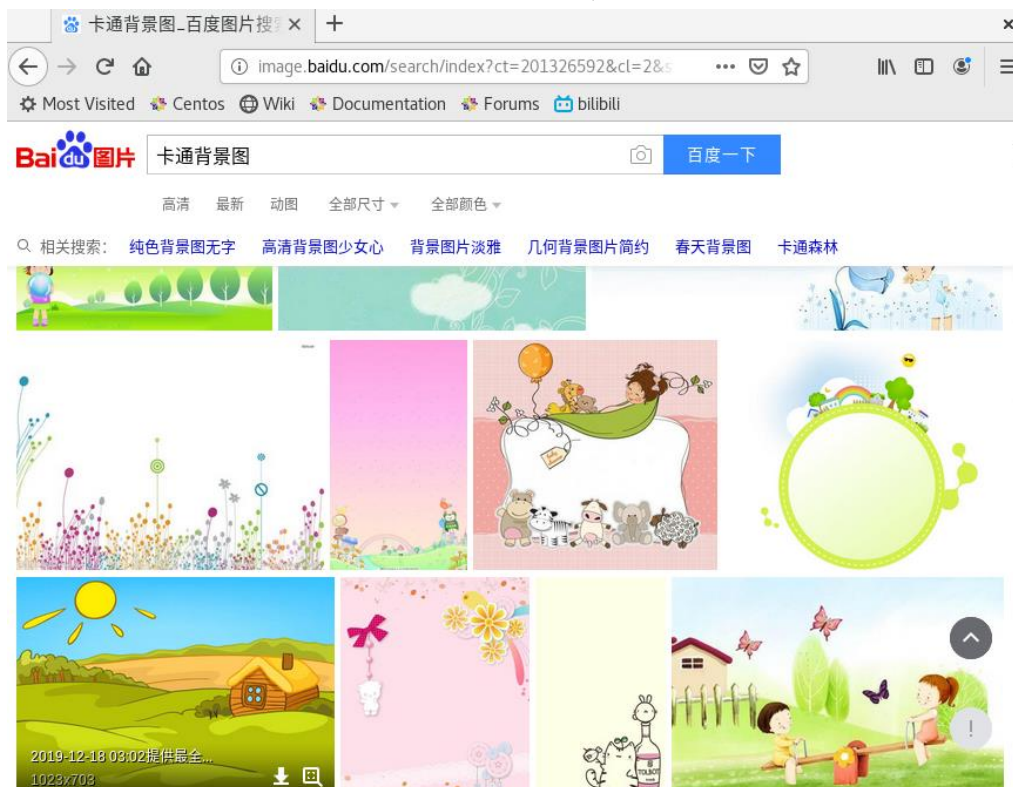 卡通背景图_百度图片搜
image.baidu.com/search/index?ct=201326592&cl=2&s
Most Visited Centos Wiki Documentation Forums bilibili
Bai du 图片 卡通背景图 百度一下
高清 最新 动图 全部尺寸 全部颜色
相关搜索: 纯色背景图无字 高清背景图少女心 背景图片淡雅 几何背景图片简约 春天背景图 卡通森林
2019-12-18 03:02提供最全...
1023x703